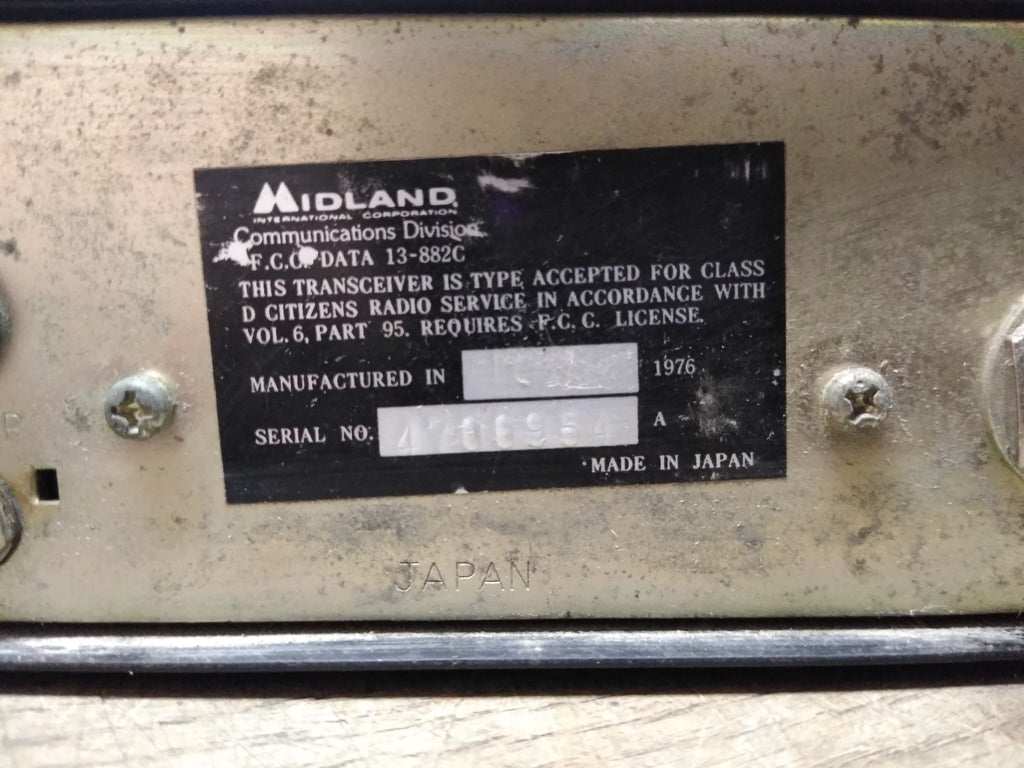 MIDLAND
INTERNATIONAL CORPORATION
Communications Division
F.C.C. DATA 13-882C
THIS TRANSCEIVER IS TYPE ACCEPTED FOR CLASS
D CITIZENS RADIO SERVICE IN ACCORDANCE WITH
VOL. 6, PART 95. REQUIRES F.C.C. LICENSE.
MANUFACTURED IN 1976
SERIAL NO. 4706954 A
MADE IN JAPAN
JAPAN